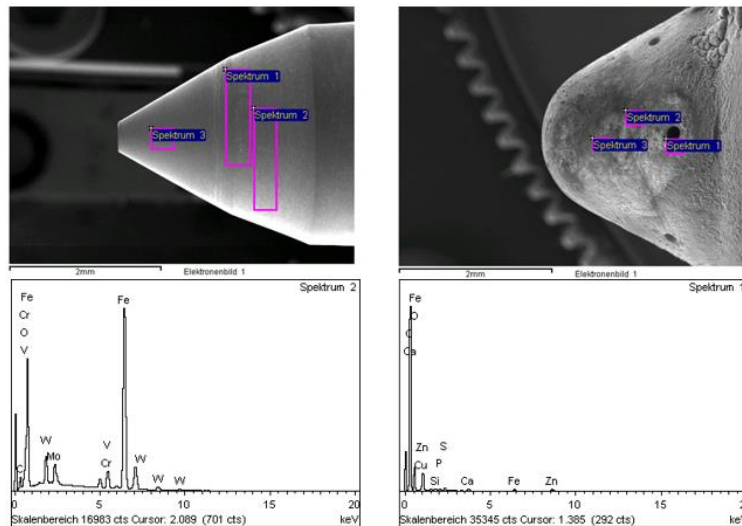 Spektrum 1
Spektrum 2
Spektrum 3
2mm
Elektronenbild 1
Spektrum 2
Spektrum 3
Spektrum 1
2mm
Elektronenbild 1
Spektrum 2
Fe
Cr
O
V
C
W
Mo
V
Cr
Fe
W
W
W
0 5 10 15 20
Skalenbereich 16983 cts Cursor: 2.089 (701 cts) keV
Spektrum 1
Fe
O
C
Ca
Zn
Cu
Si
S
P
Ca
Fe
Zn
0 5 10 15
Skalenbereich 35345 cts Cursor: 1.385 (292 cts)